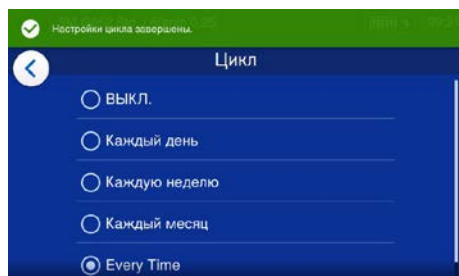 Настройки цикла завершены.
Цикл
ВЫКЛ.
Каждый день
Каждую неделю
Каждый месяц
Every Time